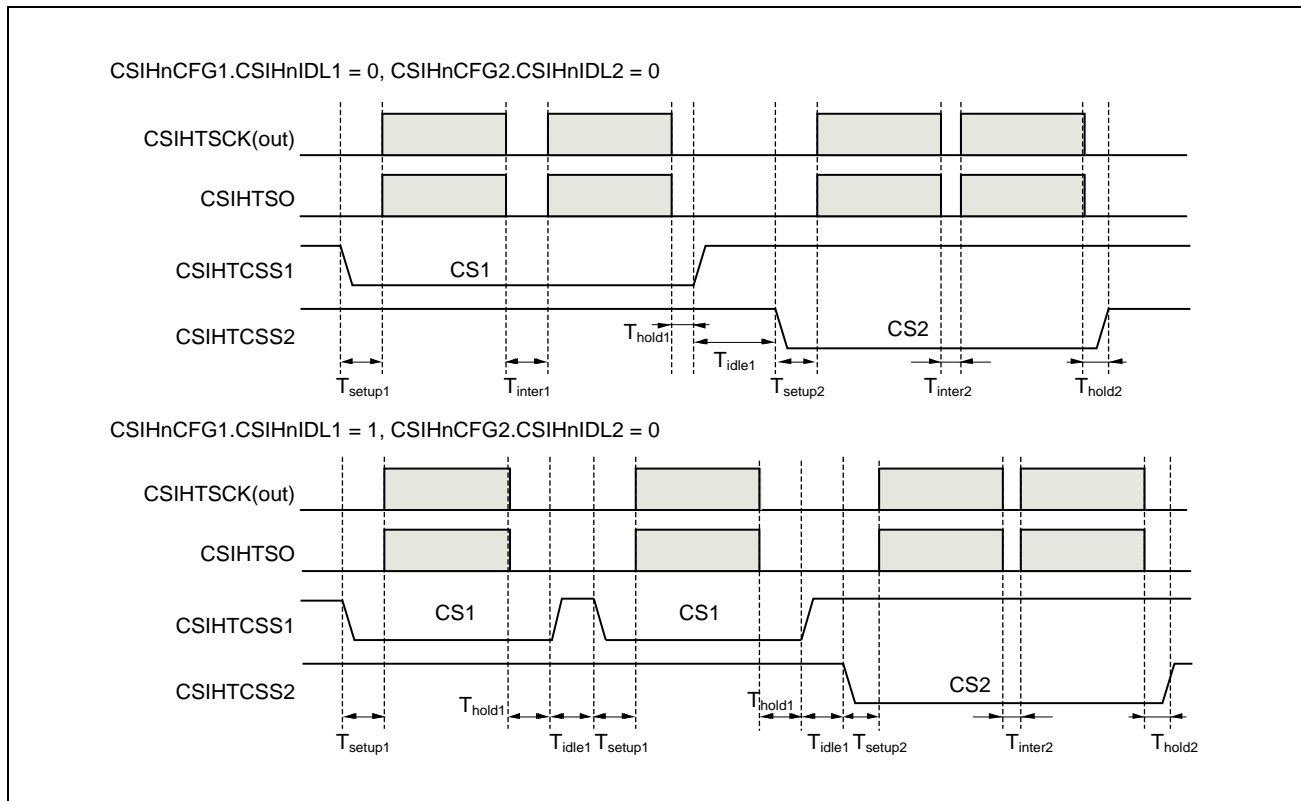 CSIHnCFG1.CSIHnIDL1 = 0, CSIHnCFG2.CSIHnIDL2 = 0
CSIHTSCK(out)
CSIHTSO
CSIHTCSS1
CS1
CSIHTCSS2
CS2
Thold1
Tidle1
Tsetup1
Tinter1
Tsetup2
Tinter2
Thold2
CSIHnCFG1.CSIHnIDL1 = 1, CSIHnCFG2.CSIHnIDL2 = 0
CSIHTSCK(out)
CSIHTSO
CSIHTCSS1
CS1
CS1
CSIHTCSS2
CS2
Thold1
Thold1
Tsetup1
Tidle1
Tsetup1
Tidle1
Tsetup2
Tinter2
Thold2